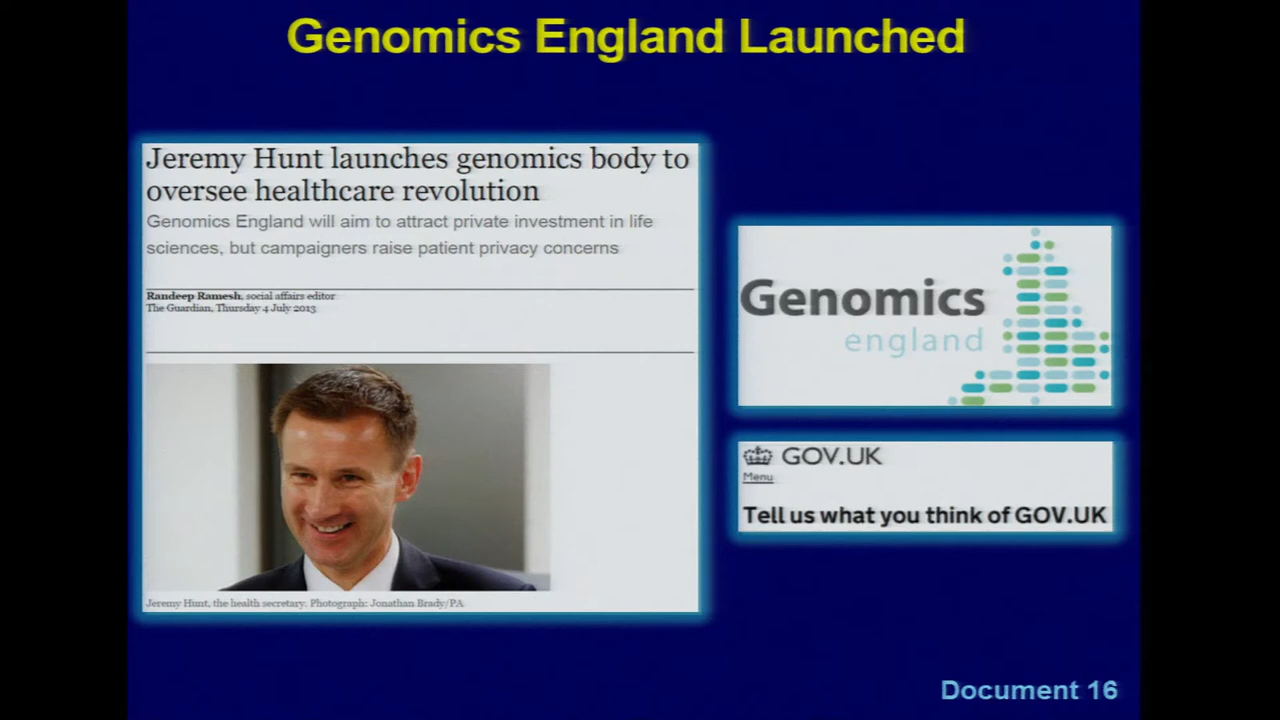 Genomics England Launched
Jeremy Hunt launches genomics body to
oversee healthcare revolution
Genomics England will aim to attract private investment in life
sciences, but campaigners raise patient privacy concerns
Randeep Ramesh, social affairs editor
The Guardian, Thursday 4 July 2013
Jeremy Hunt, the health secretary. Photograph: Jonathan Brady/PA
Genomics
england
GOV.UK
Menu
Tell us what you think of GOV.UK
Document 16